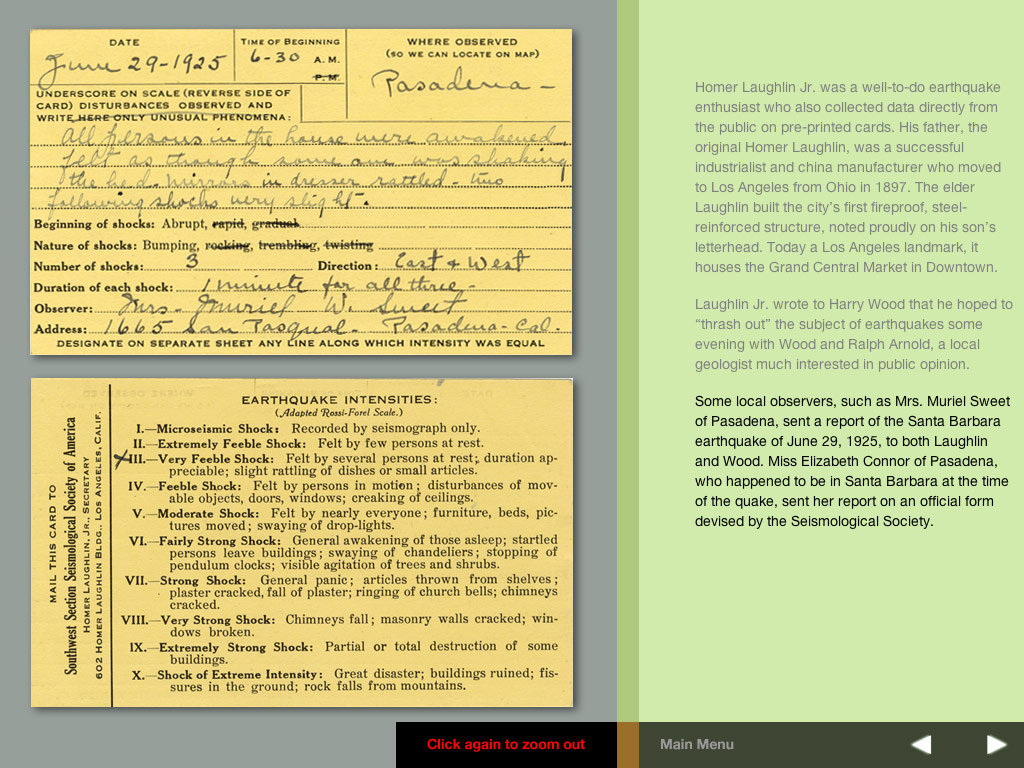 DATE
June 29-1925
TIME OF BEGINNING
6-30 A.M.
P.M.
WHERE OBSERVED
(SO WE CAN LOCATE ON MAP)
Pasadena -
UNDERSCORE ON SCALE (REVERSE SIDE OF
CARD) DISTURBANCES OBSERVED AND
WRITE HERE ONLY UNUSUAL PHENOMENA:
All persons in the house were awakened,
felt as though some one was shaking
the bed. Mirrors in dresser rattled - two
following shocks very slight.
Beginning of shocks: Abrupt, rapid, gradual
Nature of shocks: Bumping, rocking, trembling, twisting
Number of shocks: 3 Direction: East & West
Duration of each shock: 1 minute for all three -
Observer: Mrs - Muriel W. Sweet
Address: 1665 San Pasqual - Pasadena - Cal.
DESIGNATE ON SEPARATE SHEET ANY LINE ALONG WHICH INTENSITY WAS EQUAL
MAIL THIS CARD TO
Southwest Section Seismological Society of America
HOMER LAUGHLIN, JR., SECRETARY
602 HOMER LAUGHLIN BLDG., LOS ANGELES, CALIF.
EARTHQUAKE INTENSITIES:
(Adapted Rossi-Forel Scale.)
I.—Microseismic Shock: Recorded by seismograph only.
II.—Extremely Feeble Shock: Felt by few persons at rest.
III.—Very Feeble Shock: Felt by several persons at rest; duration ap-
preciable; slight rattling of dishes or small articles.
IV.—Feeble Shock: Felt by persons in motion; disturbances of mov-
able objects, doors, windows; creaking of ceilings.
V.—Moderate Shock: Felt by nearly everyone; furniture, beds, pic-
tures moved; swaying of drop-lights.
VI.—Fairly Strong Shock: General awakening of those asleep; startled
persons leave buildings; swaying of chandeliers; stopping of
pendulum clocks; visible agitation of trees and shrubs.
VII.—Strong Shock: General panic; articles thrown from shelves;
plaster cracked, fall of plaster; ringing of church bells; chimneys
cracked.
VIII.—Very Strong Shock: Chimneys fall; masonry walls cracked; win-
dows broken.
IX.—Extremely Strong Shock: Partial or total destruction of some
buildings.
X.—Shock of Extreme Intensity: Great disaster; buildings ruined; fis-
sures in the ground; rock falls from mountains.
Homer Laughlin Jr. was a well-to-do earthquake
enthusiast who also collected data directly from
the public on pre-printed cards. His father, the
original Homer Laughlin, was a successful
industrialist and china manufacturer who moved
to Los Angeles from Ohio in 1897. The elder
Laughlin built the city's first fireproof, steel-
reinforced structure, noted proudly on his son's
letterhead. Today a Los Angeles landmark, it
houses the Grand Central Market in Downtown.
Laughlin Jr. wrote to Harry Wood that he hoped to
“thrash out” the subject of earthquakes some
evening with Wood and Ralph Arnold, a local
geologist much interested in public opinion.
Some local observers, such as Mrs. Muriel Sweet
of Pasadena, sent a report of the Santa Barbara
earthquake of June 29, 1925, to both Laughlin
and Wood. Miss Elizabeth Connor of Pasadena,
who happened to be in Santa Barbara at the time
of the quake, sent her report on an official form
devised by the Seismological Society.
Click again to zoom out
Main Menu